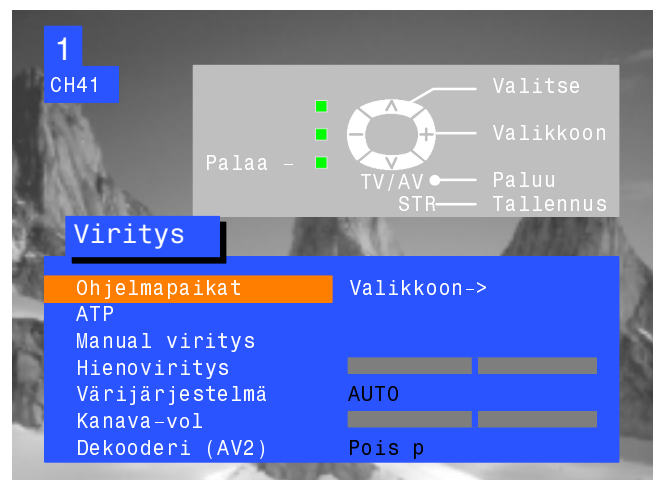 1
CH41
Valitse
Valikkoon
Palaa –
TV/AV Paluu
STR Tallennus
Viritys
Ohjelmapaikat Valikkoon–>
ATP
Manual viritys
Hienoviritys
Värijärjestelmä AUTO
Kanava–vol
Dekooderi (AV2) Pois p